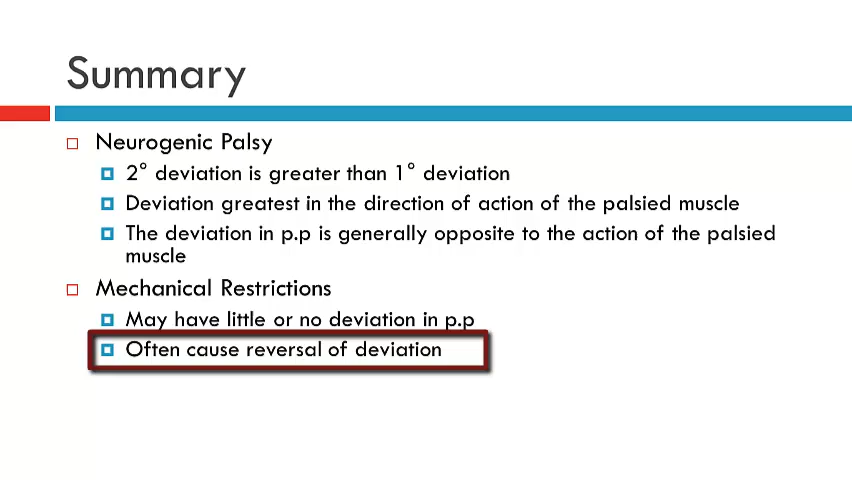 Summary
Neurogenic Palsy
2° deviation is greater than 1° deviation
Deviation greatest in the direction of action of the palsied muscle
The deviation in p.p is generally opposite to the action of the palsied
muscle
Mechanical Restrictions
May have little or no deviation in p.p
Often cause reversal of deviation